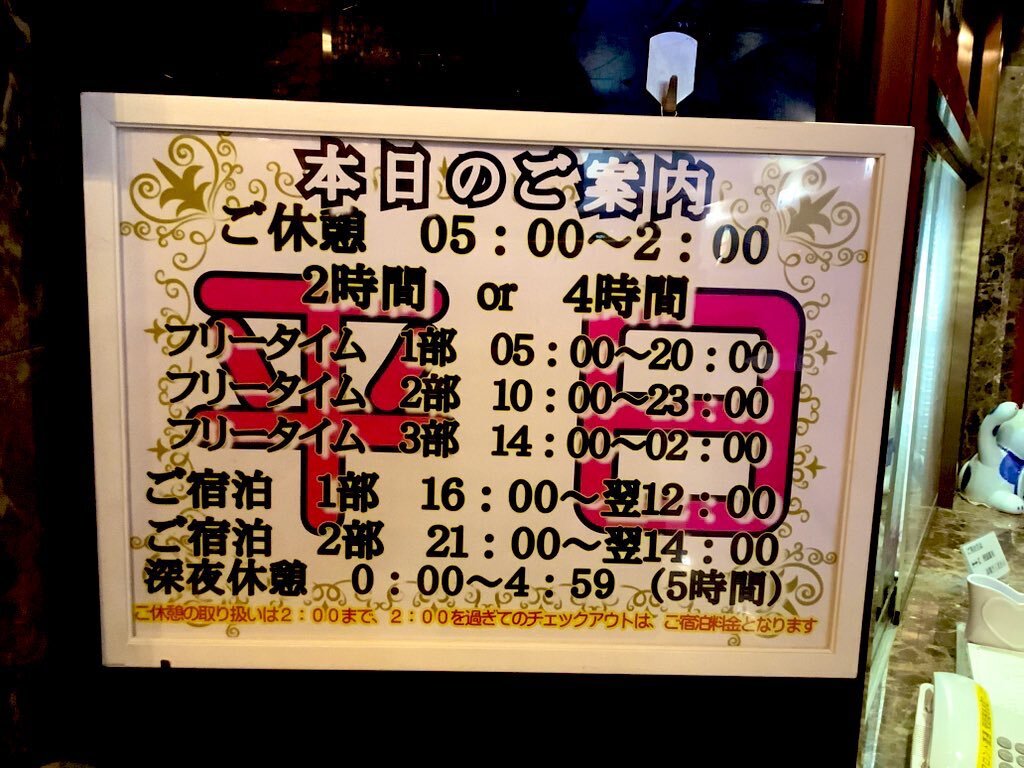 本日のご案内
ご休憩 05:00～2:00
2時間 or 4時間
平日
フリータイム 1部 05:00～20:00
フリータイム 2部 10:00～23:00
フリータイム 3部 14:00～02:00
ご宿泊 1部 16:00～翌12:00
ご宿泊 2部 21:00～翌14:00
深夜休憩 0:00～4:59 (5時間)
ご休憩の取り扱いは2:00まで、2:00を過ぎてのチェックアウトは、ご宿泊料金となります